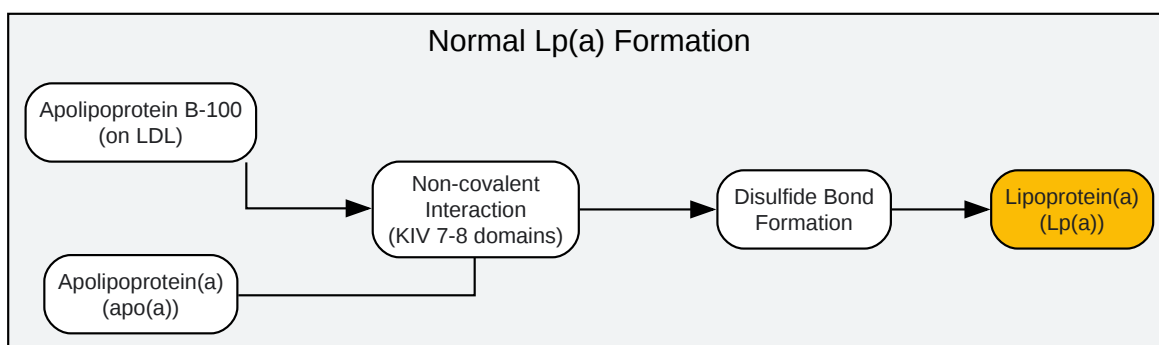 Normal Lp(a) Formation
Apolipoprotein B-100
(on LDL)
Non-covalent
Interaction
(KIV 7-8 domains)
Disulfide Bond
Formation
Lipoprotein(a)
(Lp(a))
Apolipoprotein(a)
(apo(a))